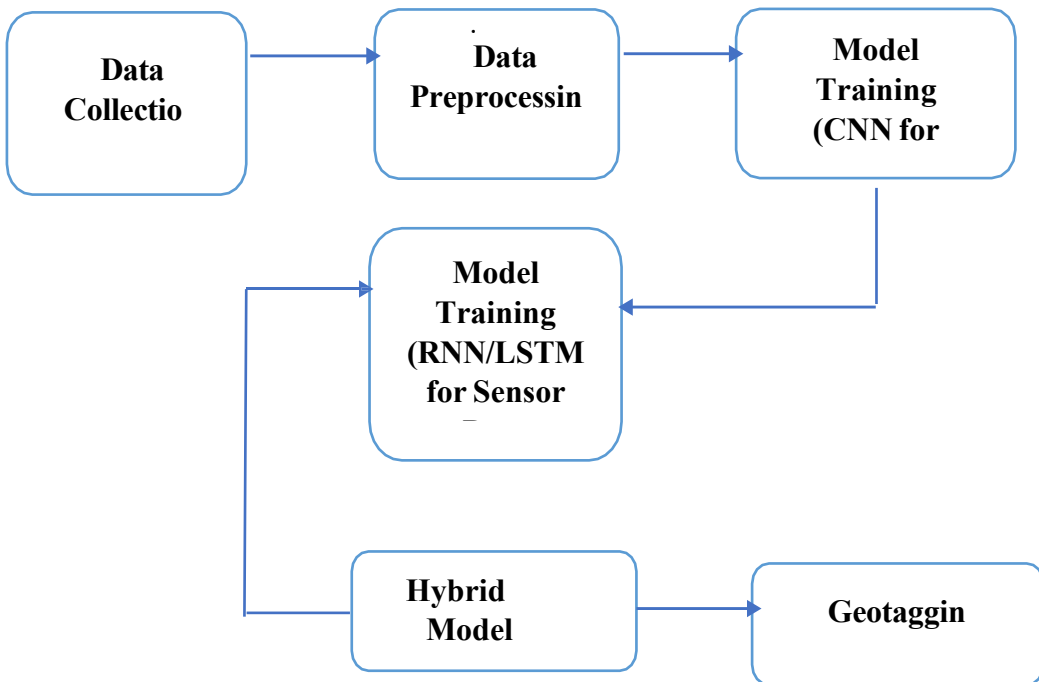 Data
Collectio
Data
Preprocessin
Model
Training
(CNN for
Model
Training
(RNN/LSTM
for Sensor
Hybrid
Model
Geotaggin